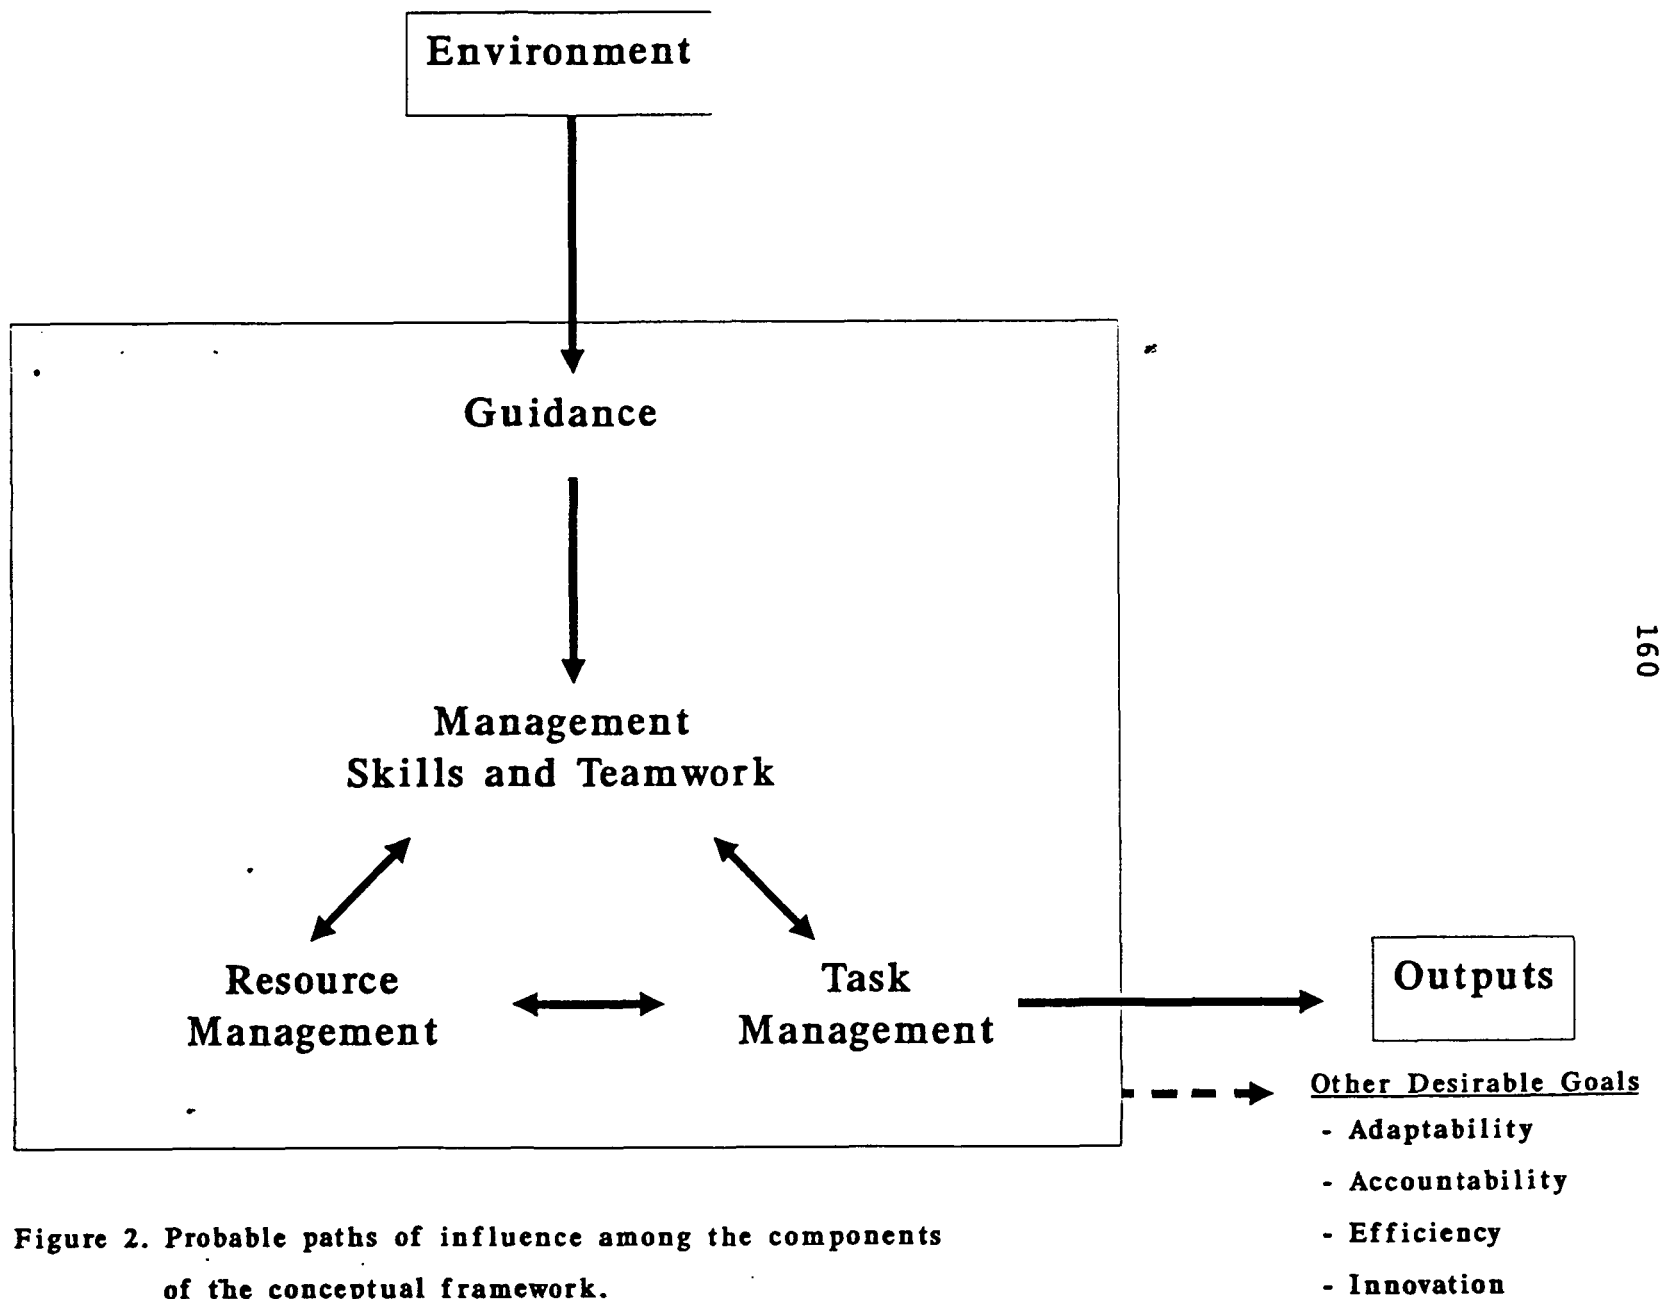 Environment
Guidance
Management
Skills and Teamwork
Resource
Management
Task
Management
Outputs
Other Desirable Goals
- Adaptability
- Accountability
- Efficiency
- Innovation
Figure 2. Probable paths of influence among the components
of the conceptual framework.
160